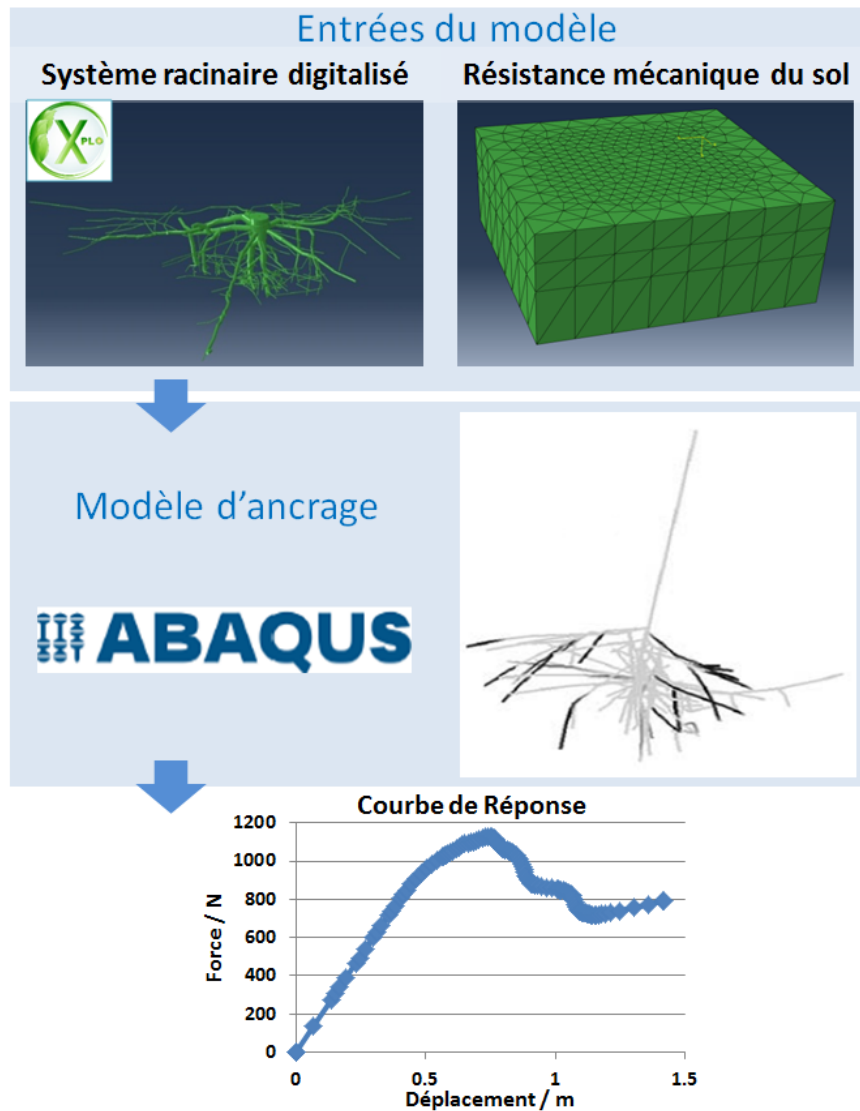 Entrées du modèle
Système racinaire digitalisé
Résistance mécanique du sol
XPLO
Modèle d'ancrage
ABAQUS
Courbe de Réponse
1200
1000
800
600
400
200
0
Force / N
0 0.5 1 1.5
Déplacement / m